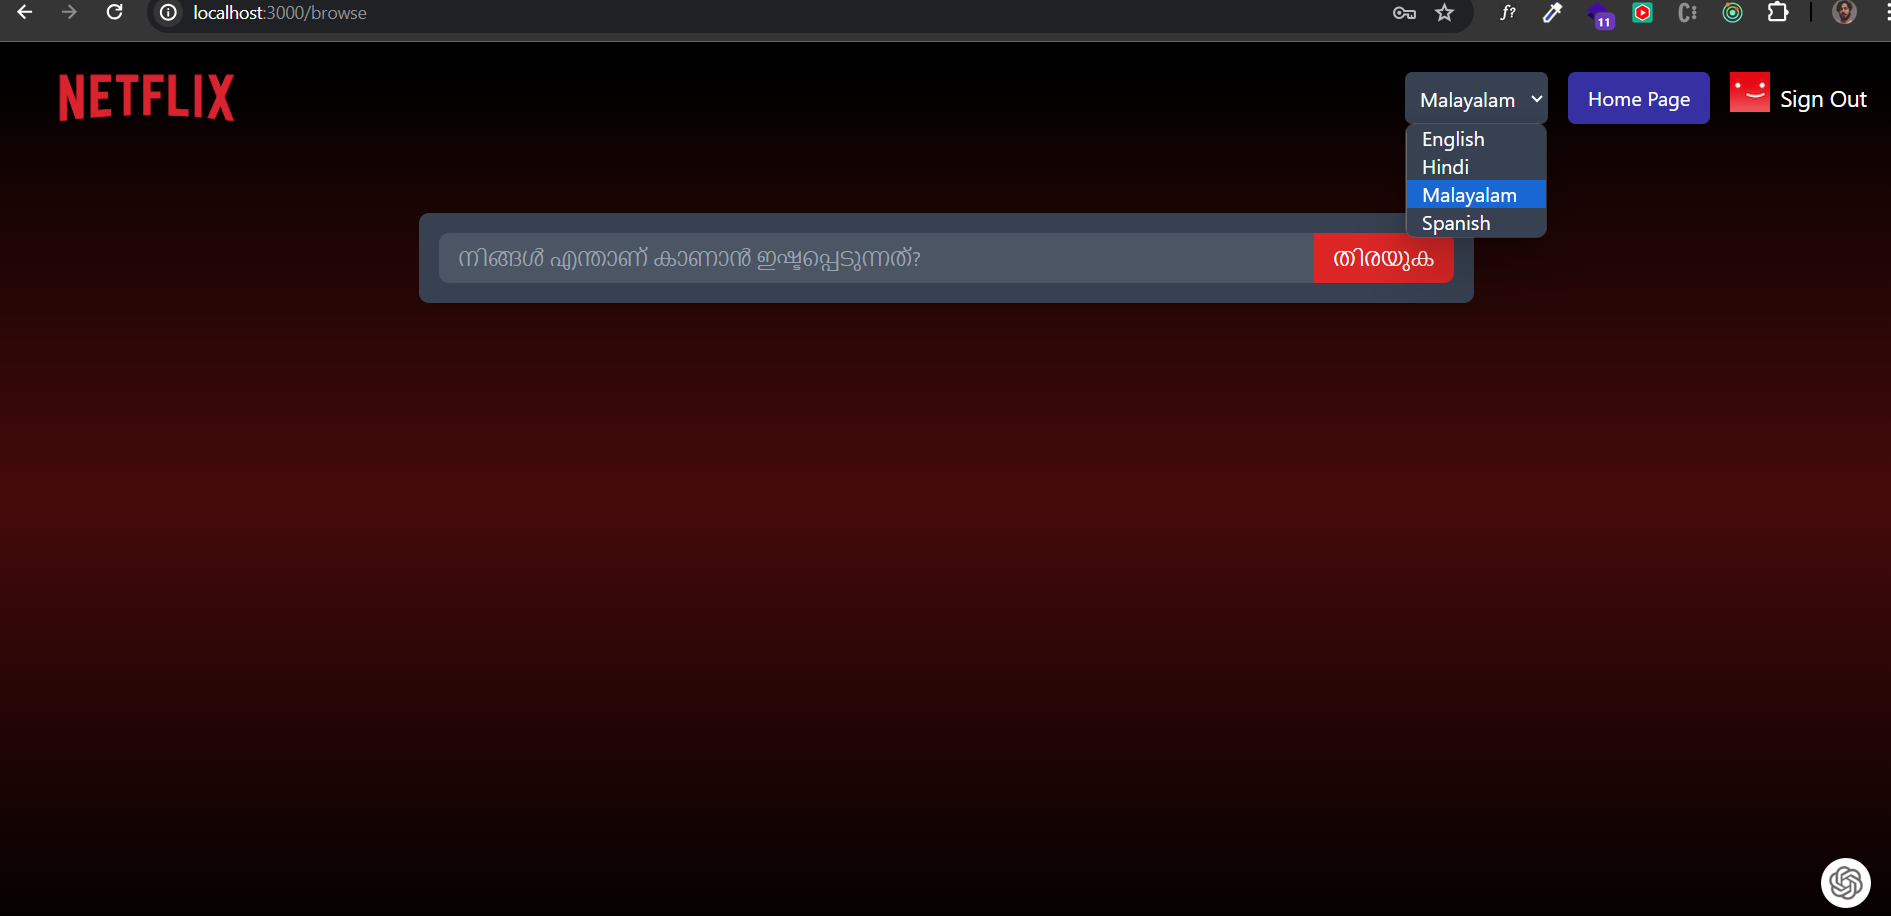 localhost:3000/browse
f?
11
NETFLIX
Malayalam
Home Page
Sign Out
English
Hindi
Malayalam
Spanish
നിങ്ങൾ എന്താണ് കാണാൻ ഇഷ്ടപ്പെടുന്നത്?
തിരയുക